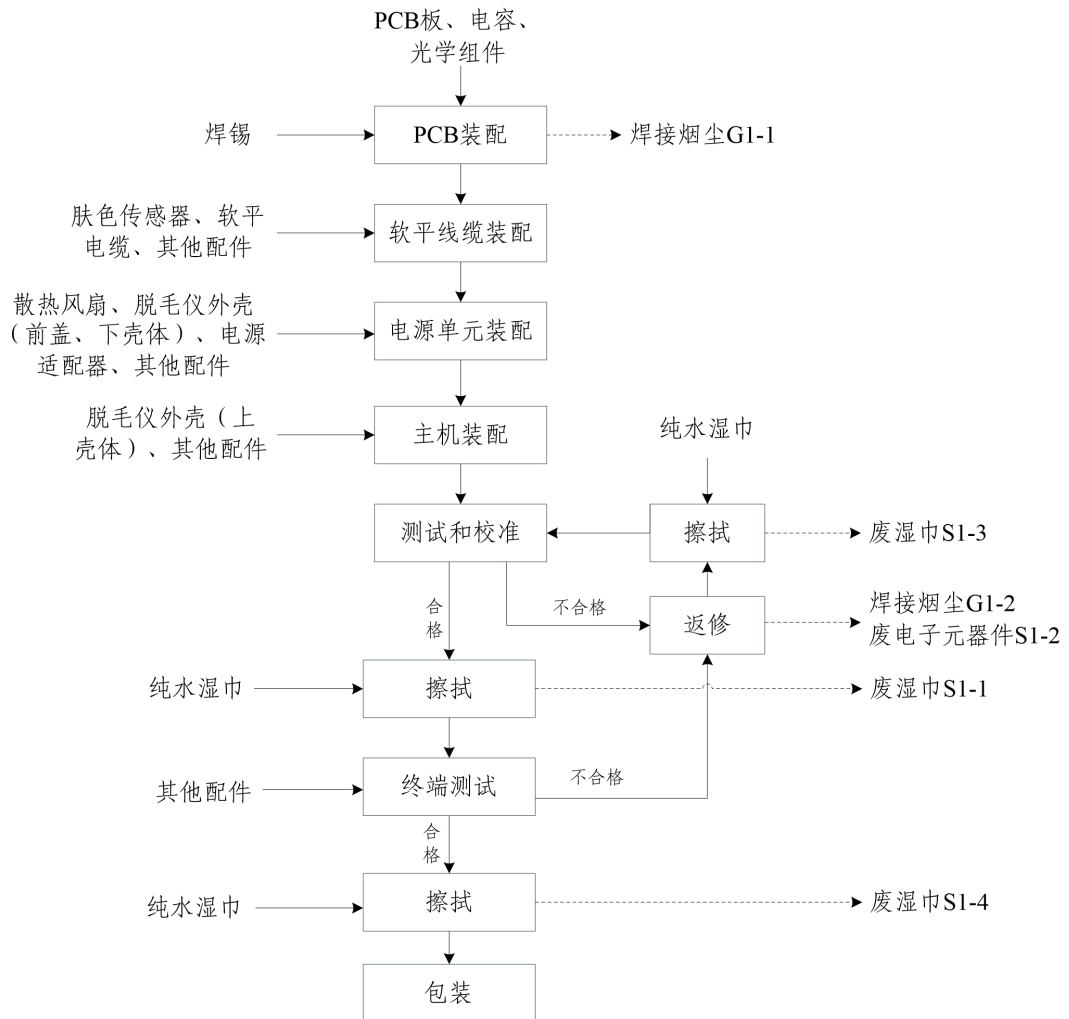 PCB板、电容、
光学组件
焊锡
PCB装配
焊接烟尘G1-1
肤色传感器、软平
电缆、其他配件
软平线缆装配
散热风扇、脱毛仪外壳
（前盖、下壳体）、电源
适配器、其他配件
电源单元装配
脱毛仪外壳（上
壳体）、其他配件
主机装配
纯水湿巾
测试和校准
擦拭
废湿巾S1-3
合
格
不合格
返修
焊接烟尘G1-2
废电子元器件S1-2
纯水湿巾
擦拭
废湿巾S1-1
其他配件
终端测试
不合格
合
格
纯水湿巾
擦拭
废湿巾S1-4
包装